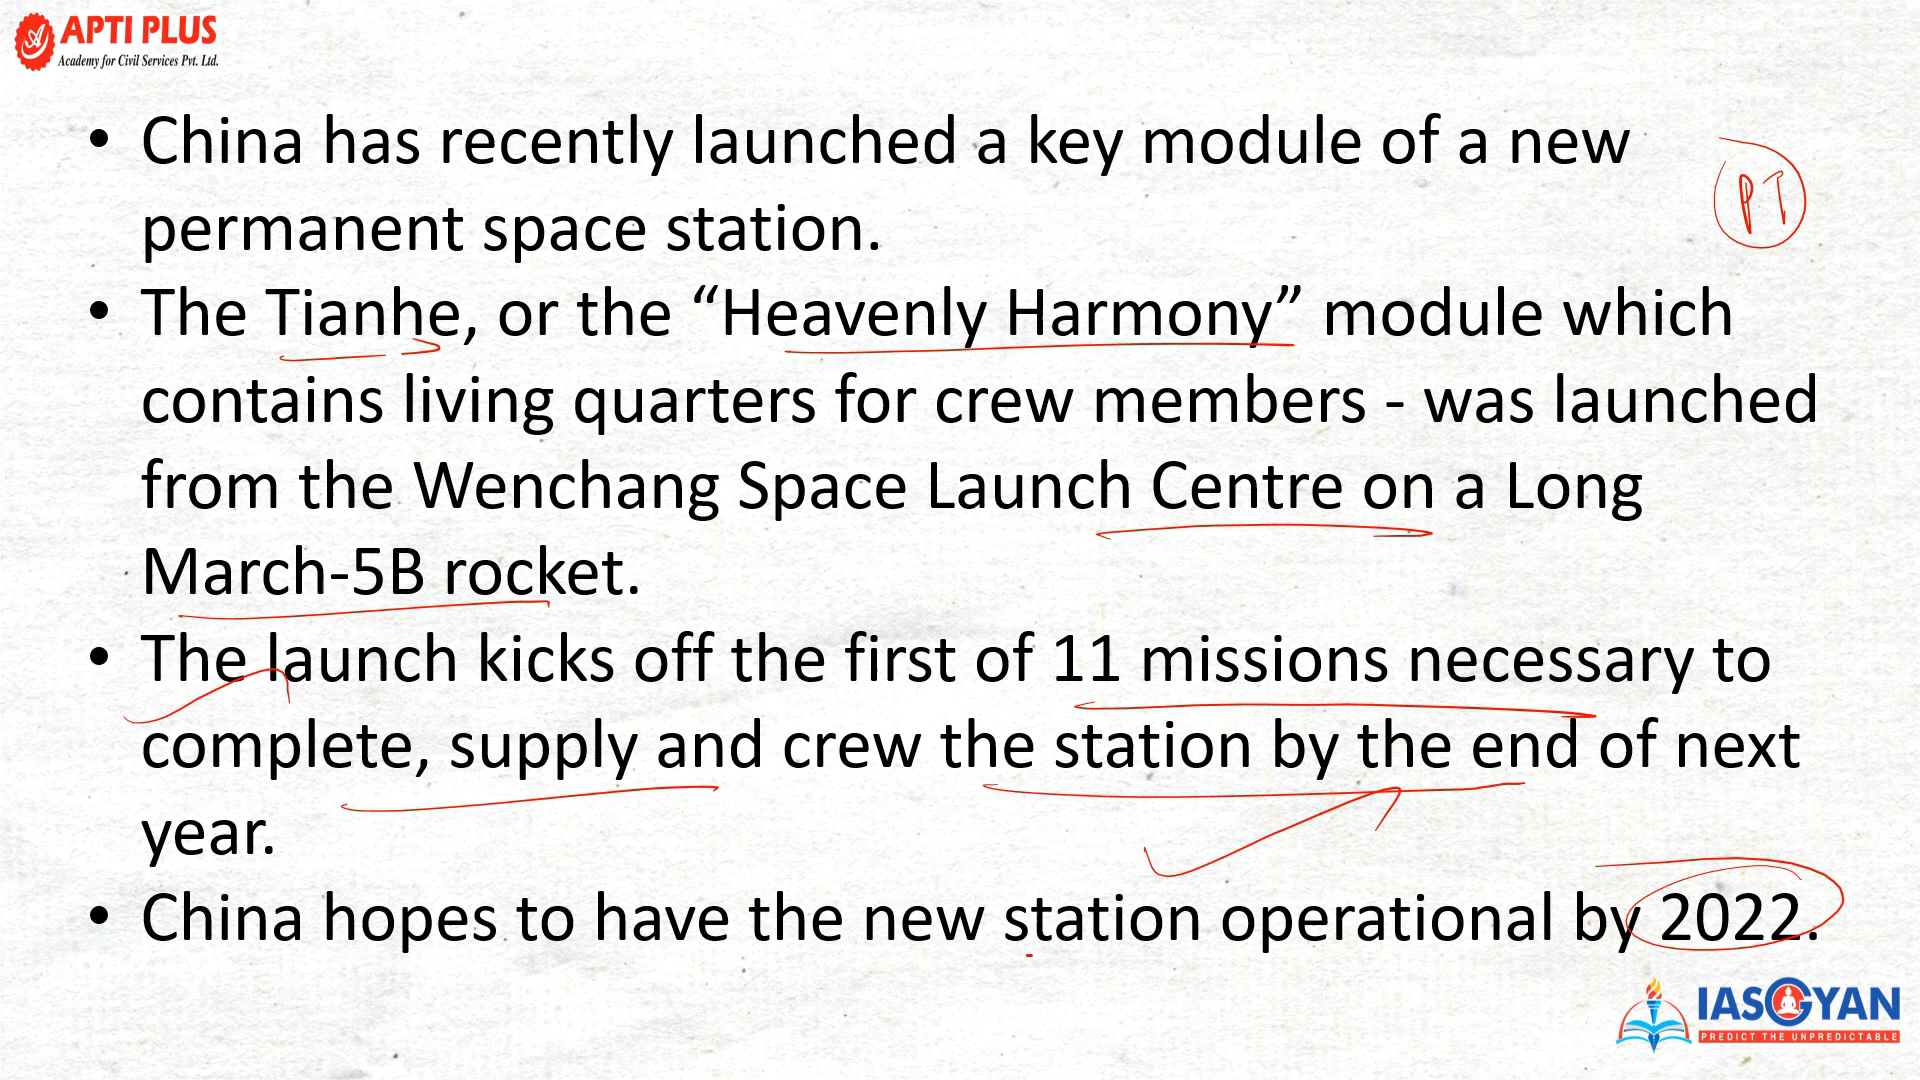 APTI PLUS
Academy for Civil Services Pvt. Ltd.
• China has recently launched a key module of a new
permanent space station.
PT
• The Tianhe, or the “Heavenly Harmony” module which
contains living quarters for crew members - was launched
from the Wenchang Space Launch Centre on a Long
March-5B rocket.
• The launch kicks off the first of 11 missions necessary to
complete, supply and crew the station by the end of next
year.
• China hopes to have the new station operational by 2022.
IASGYAN
PREDICT THE UNPREDICTABLE